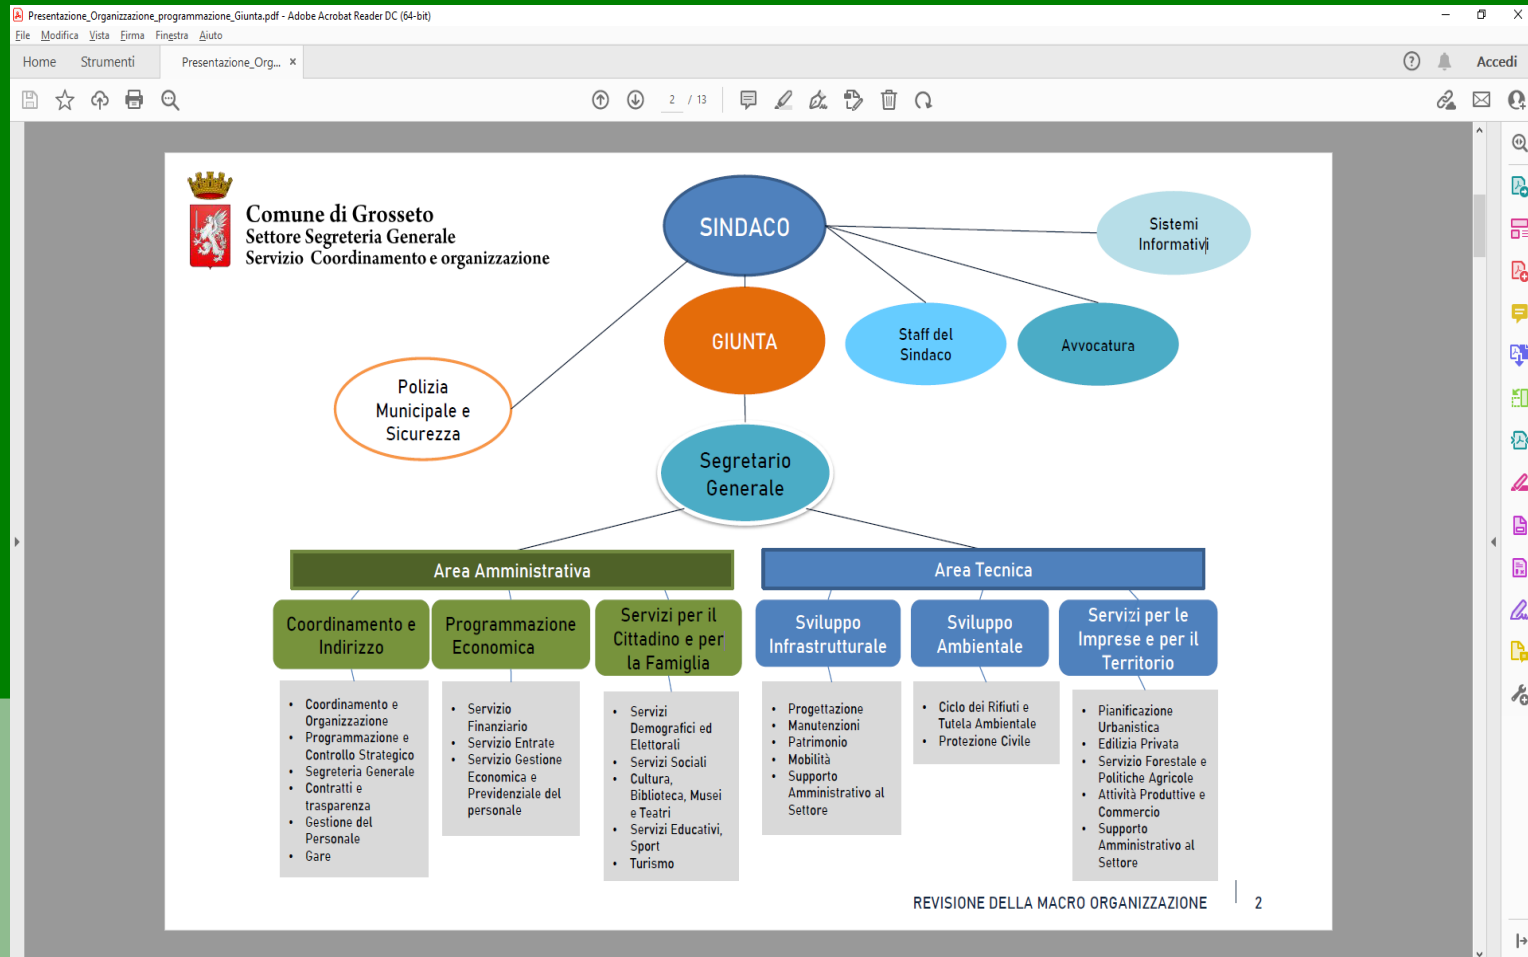 Presentazione_Organizzazione_programmazione_Giunta.pdf - Adobe Acrobat Reader DC (64-bit)
File Modifica Vista Firma Finestra Aiuto
Home Strumenti Presentazione_Org... × Accedi
2 / 13
Comune di Grosseto
Settore Segreteria Generale
Servizio Coordinamento e organizzazione
SINDACO
Sistemi
Informativi
GIUNTA
Staff del
Sindaco
Avvocatura
Polizia
Municipale e
Sicurezza
Segretario
Generale
Area Amministrativa
Area Tecnica
Coordinamento e
Indirizzo
Programmazione
Economica
Servizi per il
Cittadino e per
la Famiglia
Sviluppo
Infrastrutturale
Sviluppo
Ambientale
Servizi per le
Imprese e per il
Territorio
• Coordinamento e
Organizzazione
• Programmazione e
Controllo Strategico
• Segreteria Generale
• Contratti e
trasparenza
• Gestione del
Personale
• Gare
• Servizio
Finanziario
• Servizio Entrate
• Servizio Gestione
Economica e
Previdenziale del
personale
• Servizi
Demografici ed
Elettorali
• Servizi Sociali
• Cultura,
Biblioteca, Musei
e Teatri
• Servizi Educativi,
Sport
• Turismo
• Progettazione
• Manutenzioni
• Patrimonio
• Mobilità
• Supporto
Amministrativo al
Settore
• Ciclo dei Rifiuti e
Tutela Ambientale
• Protezione Civile
• Pianificazione
Urbanistica
• Edilizia Privata
• Servizio Forestale e
Politiche Agricole
• Attività Produttive e
Commercio
• Supporto
Amministrativo al
Settore
REVISIONE DELLA MACRO ORGANIZZAZIONE 2